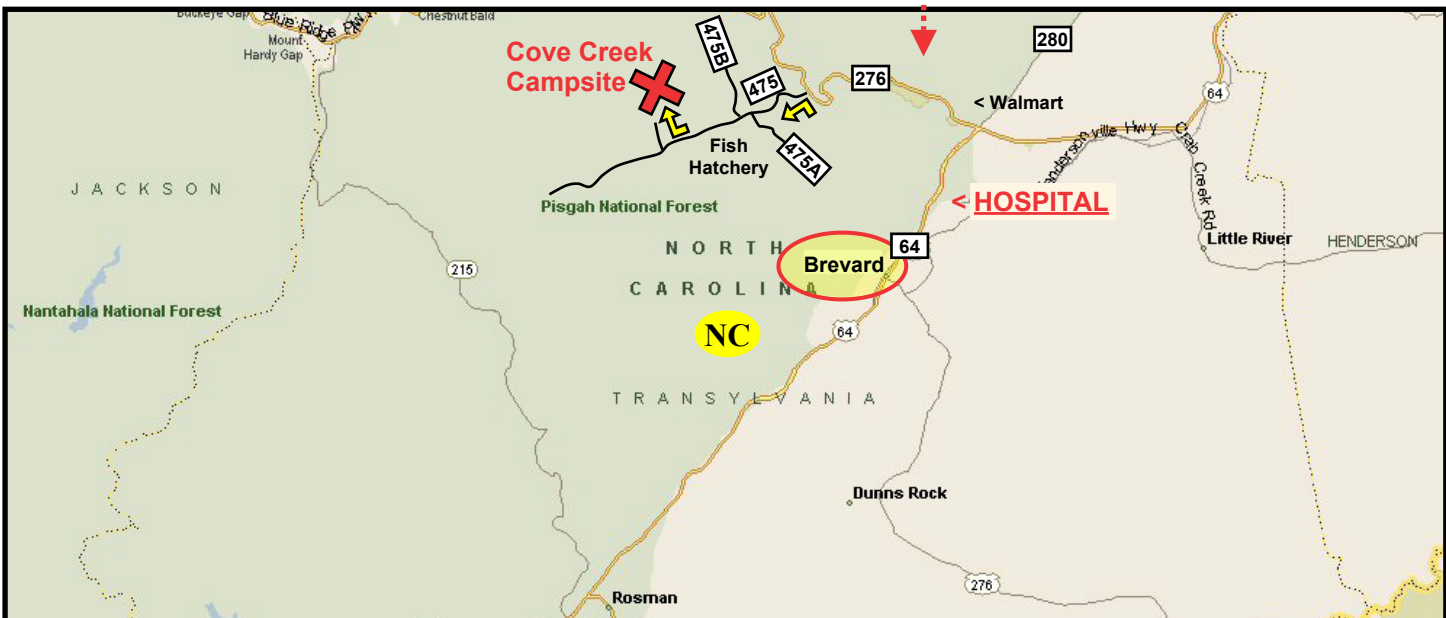 Buckeye Gap
Blue Ridge Pkwy
Chestnut Bald
Mount
Hardy Gap
Cove Creek
Campsite
475B
475
276
280
64
< Walmart
Fish
Hatchery
475A
Crab Creek Rd
JACKSON
Pisgah National Forest
< HOSPITAL
NORTH
CAROLINA
Brevard
64
Little River
HENDERSON
215
Nantahala National Forest
NC
64
TRANSYLVANIA
Dunns Rock
276
Rosman